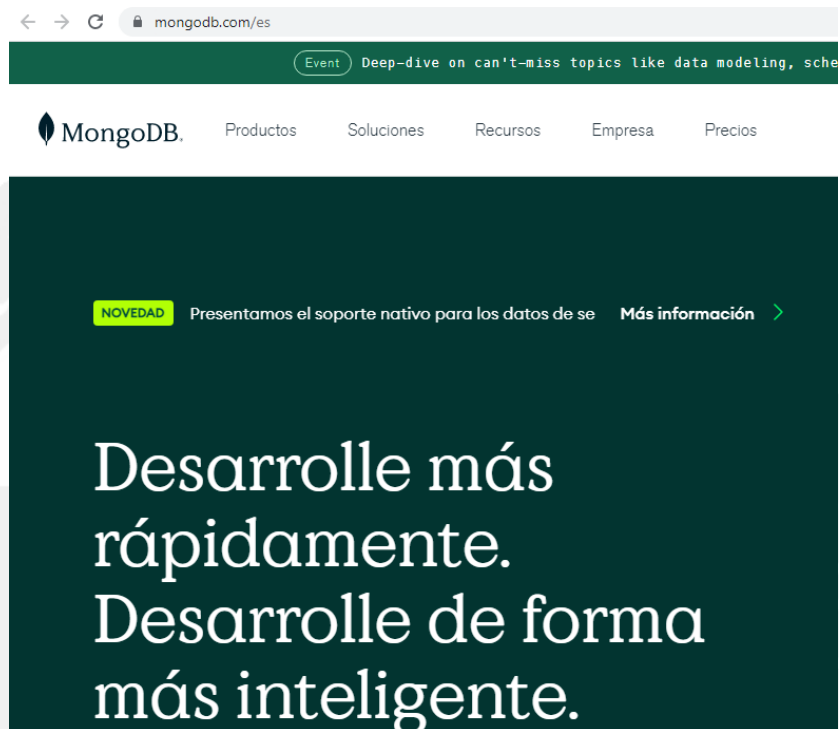 mongodb.com/es
Event Deep-dive on can't-miss topics like data modeling, sche
MongoDB. Productos Soluciones Recursos Empresa Precios
NOVEDAD Presentamos el soporte nativo para los datos de se Más información
Desarrolle más
rápidamente.
Desarrolle de forma
más inteligente.